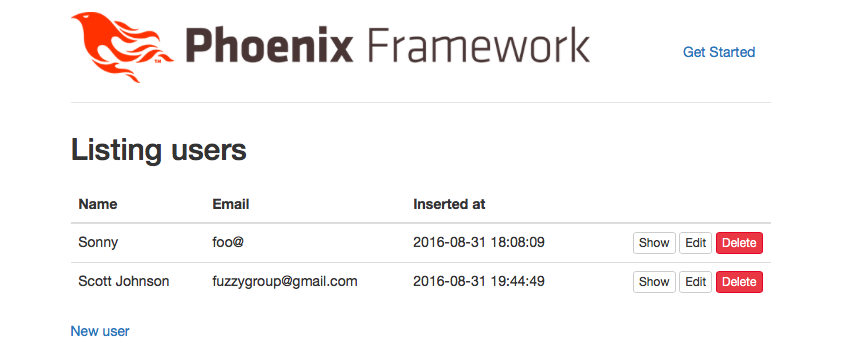 Phoenix Framework Get Started
Listing users
Name Email Inserted at
Sonny foo@ 2016-08-31 18:08:09 Show Edit Delete
Scott Johnson fuzzygroup@gmail.com 2016-08-31 19:44:49 Show Edit Delete
New user